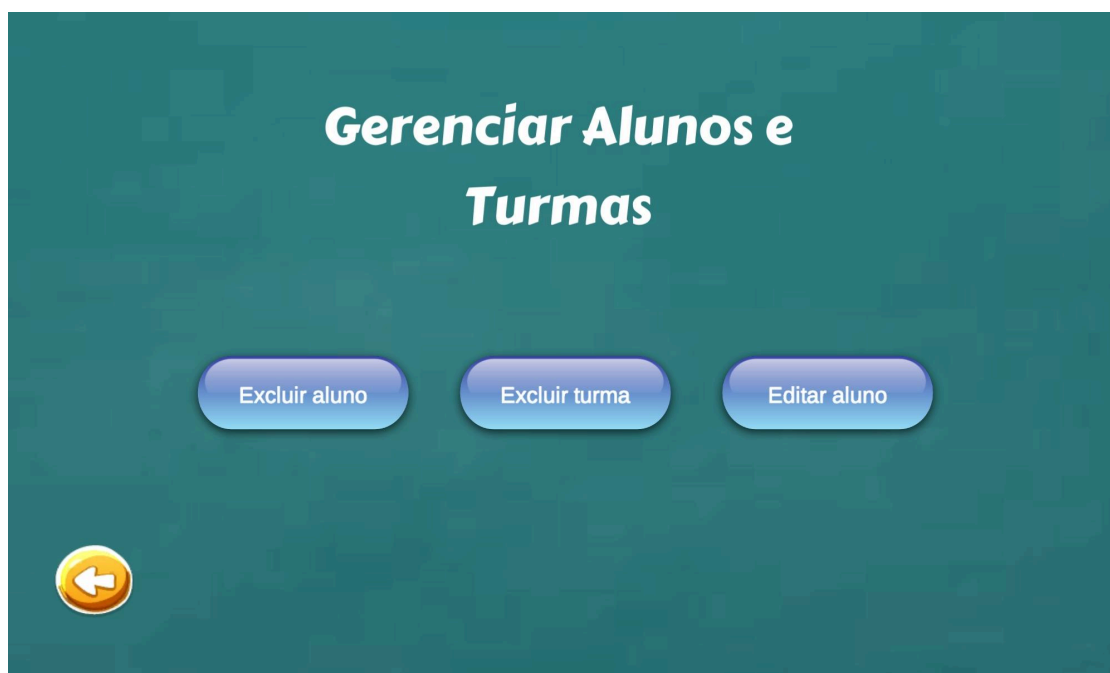 Gerenciar Alunos e
Turmas
Excluir aluno
Excluir turma
Editar aluno